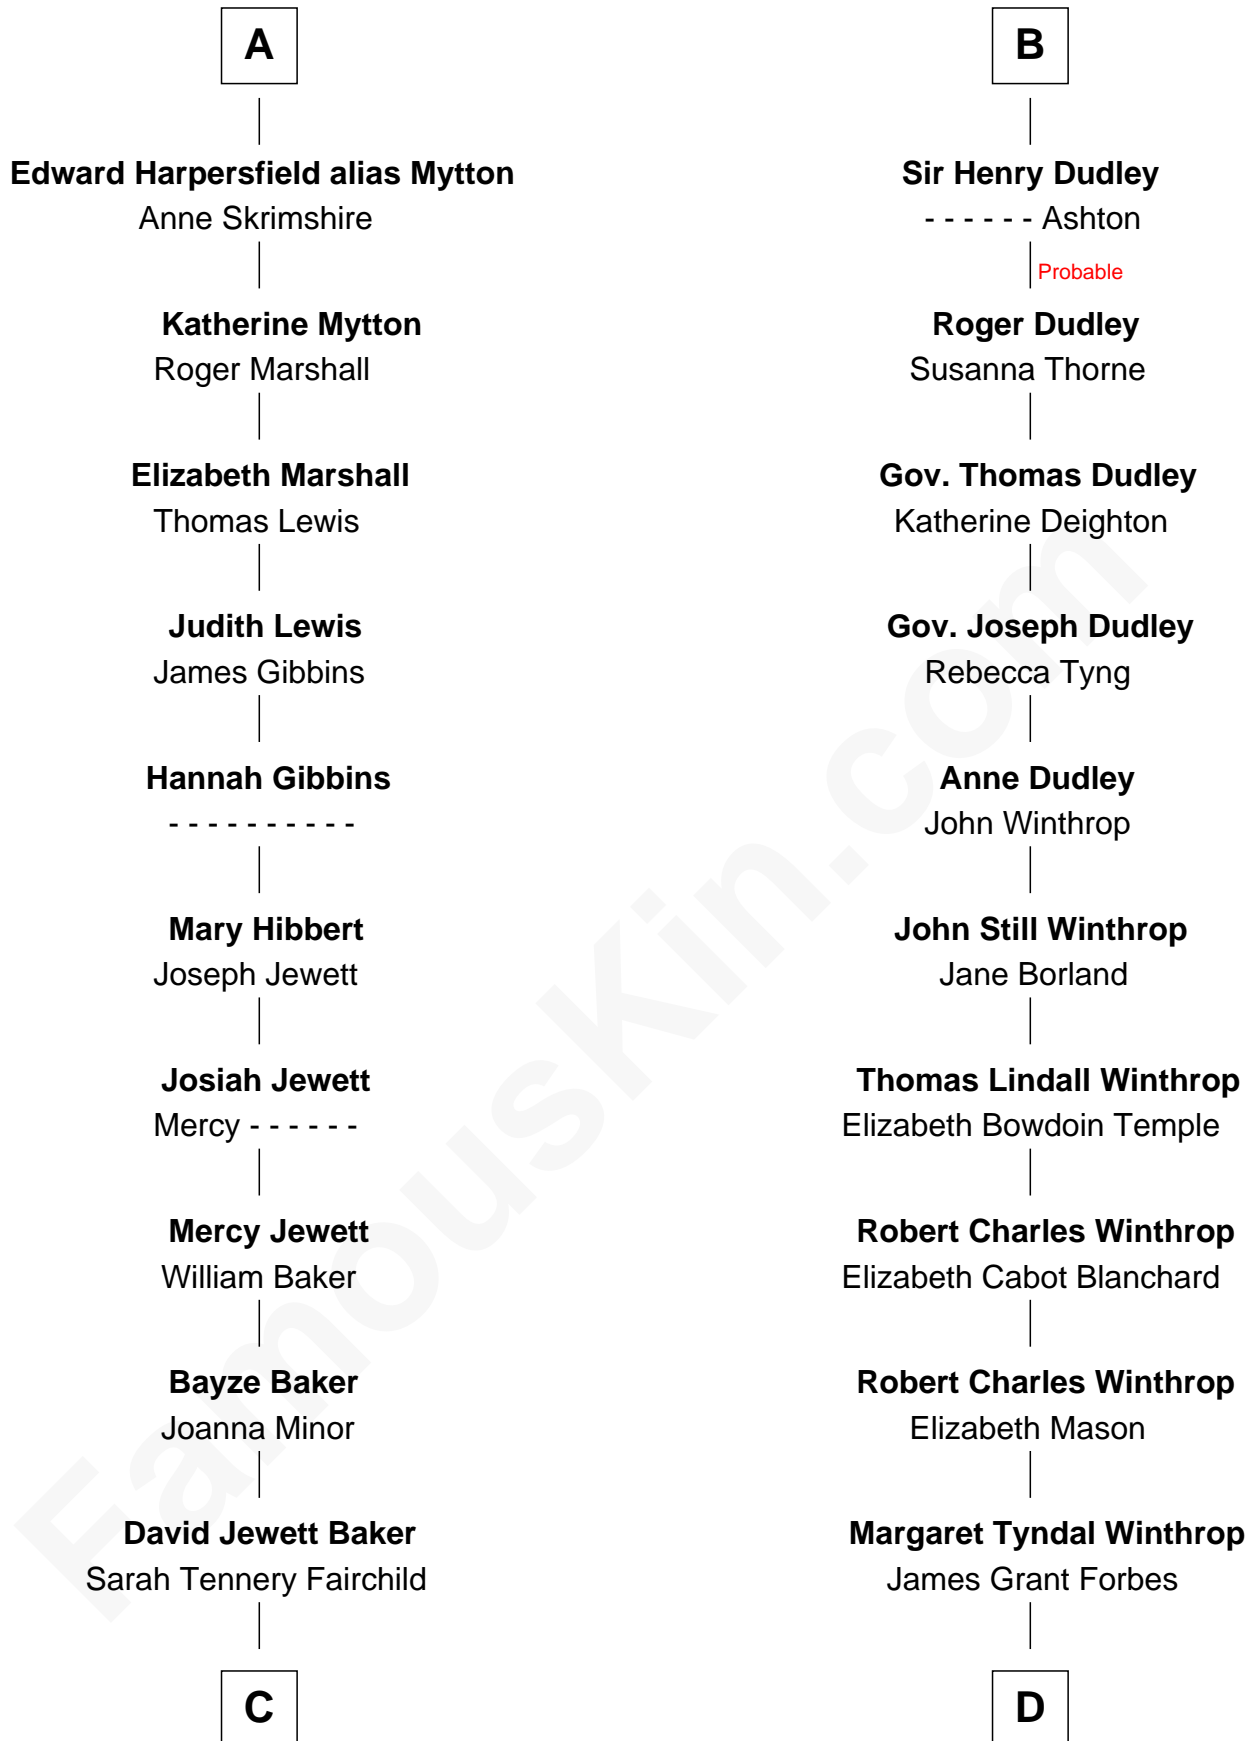 A
Edward Harpersfield alias Mytton
Anne Skrimshire
Katherine Mytton
Roger Marshall
Elizabeth Marshall
Thomas Lewis
Judith Lewis
James Gibbins
Hannah Gibbins
- - - - - - - - - -
Mary Hibbert
Joseph Jewett
Josiah Jewett
Mercy - - - - - -
Mercy Jewett
William Baker
Bayze Baker
Joanna Minor
David Jewett Baker
Sarah Tennery Fairchild
C
B
Sir Henry Dudley
- - - - - - Ashton
Probable
Roger Dudley
Susanna Thorne
Gov. Thomas Dudley
Katherine Deighton
Gov. Joseph Dudley
Rebecca Tyng
Anne Dudley
John Winthrop
John Still Winthrop
Jane Borland
Thomas Lindall Winthrop
Elizabeth Bowdoin Temple
Robert Charles Winthrop
Elizabeth Cabot Blanchard
Robert Charles Winthrop
Elizabeth Mason
Margaret Tyndal Winthrop
James Grant Forbes
D
FamousKin.com